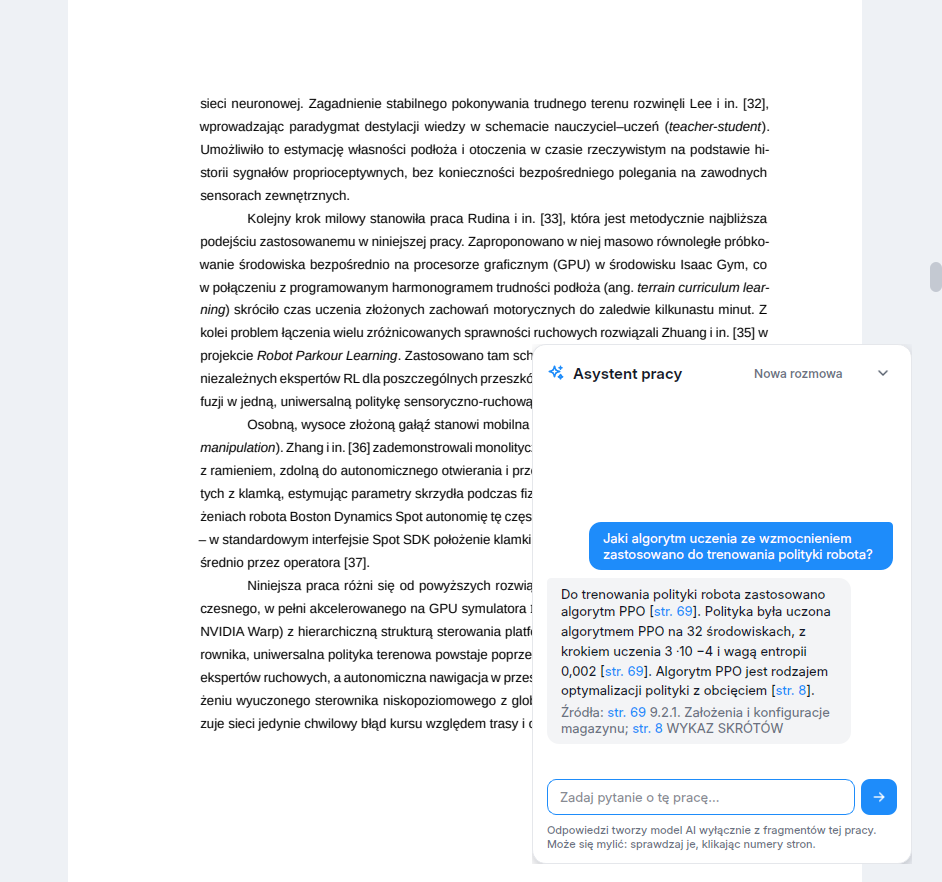 sieci neuronowej. Zagadnienie stabilnego pokonywania trudnego terenu rozwinęli Lee i in. [32],
wprowadzając paradygmat destylacji wiedzy w schemacie nauczyciel–uczeń (teacher-student).
Umożliwiło to estymację własności podłoża i otoczenia w czasie rzeczywistym na podstawie hi-
storii sygnałów proprioceptywnych, bez konieczności bezpośredniego polegania na zawodnych
sensorach zewnętrznych.
Kolejny krok milowy stanowiła praca Rudina i in. [33], która jest metodycznie najbliższa
podejściu zastosowanemu w niniejszej pracy. Zaproponowano w niej masowo równoległe próbko-
wanie środowiska bezpośrednio na procesorze graficznym (GPU) w środowisku Isaac Gym, co
w połączeniu z programowanym harmonogramem trudności podłoża (ang. terrain curriculum lear-
ning) skróciło czas uczenia złożonych zachowań motorycznych do zaledwie kilkunastu minut. Z
kolei problem łączenia wielu zróżnicowanych sprawności ruchowych rozwiązali Zhuang i in. [35] w
projekcie Robot Parkour Learning. Zastosowano tam sch
niezależnych ekspertów RL dla poszczególnych przeszkó
fuzji w jedną, uniwersalną politykę sensoryczno-ruchową
Osobną, wysoce złożoną gałąź stanowi mobilna
manipulation). Zhang i in. [36] zademonstrowali monolitycz
z ramieniem, zdolną do autonomicznego otwierania i prze
tych z klamką, estymując parametry skrzydła podczas fiz
żeniach robota Boston Dynamics Spot autonomię tę częs
– w standardowym interfejsie Spot SDK położenie klamki
średnio przez operatora [37].
Niniejsza praca różni się od powyższych rozwią
czesnego, w pełni akcelerowanego na GPU symulatora
NVIDIA Warp) z hierarchiczną strukturą sterowania platfo
rownika, uniwersalna polityka terenowa powstaje poprze
ekspertów ruchowych, a autonomiczna nawigacja w przes
żeniu wyuczonego sterownika niskopoziomowego z glob
zuje sieci jedynie chwilowy błąd kursu względem trasy i o
Asystent pracy
Nowa rozmowa
Jaki algorytm uczenia ze wzmocnieniem
zastosowano do trenowania polityki robota?
Do trenowania polityki robota zastosowano
algorytm PPO [str. 69]. Polityka była uczona
algorytmem PPO na 32 środowiskach, z
krokiem uczenia 3 ·10 −4 i wagą entropii
0,002 [str. 69]. Algorytm PPO jest rodzajem
optymalizacji polityki z obcięciem [str. 8].
Źródła: str. 69 9.2.1. Założenia i konfiguracje
magazynu; str. 8 WYKAZ SKRÓTÓW
Zadaj pytanie o tę pracę...
Odpowiedzi tworzy model AI wyłącznie z fragmentów tej pracy.
Może się mylić: sprawdzaj je, klikając numery stron.